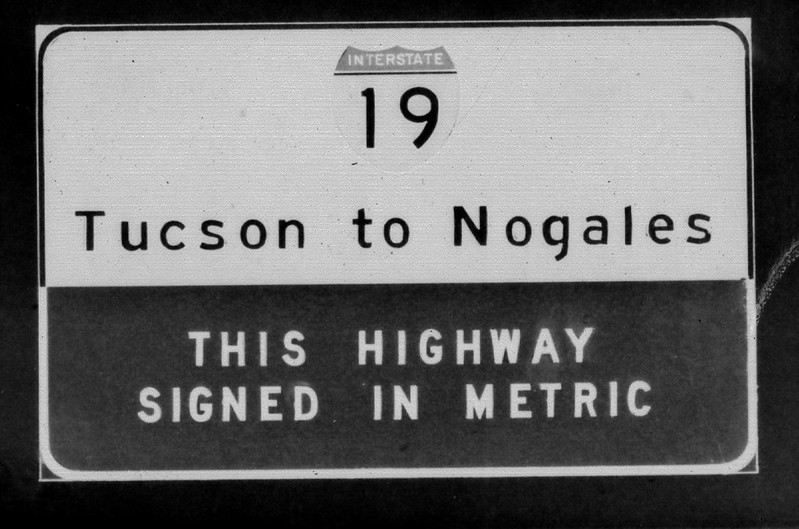 INTERSTATE
19
Tucson to Nogales
THIS HIGHWAY
SIGNED IN METRIC